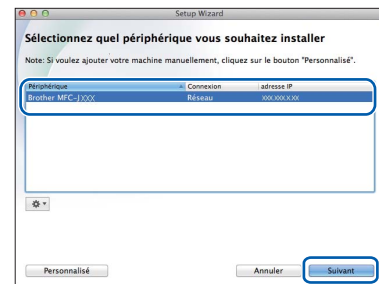 Setup Wizard
Sélectionnez quel périphérique vous souhaitez installer
Note: Si voulez ajouter votre machine manuellement, cliquez sur le bouton "Personnalisé".
Périphérique Connexion adresse IP
Brother MFC-JXXX Réseau XXX.XXX.X.XX
Personnalisé Annuler Suivant